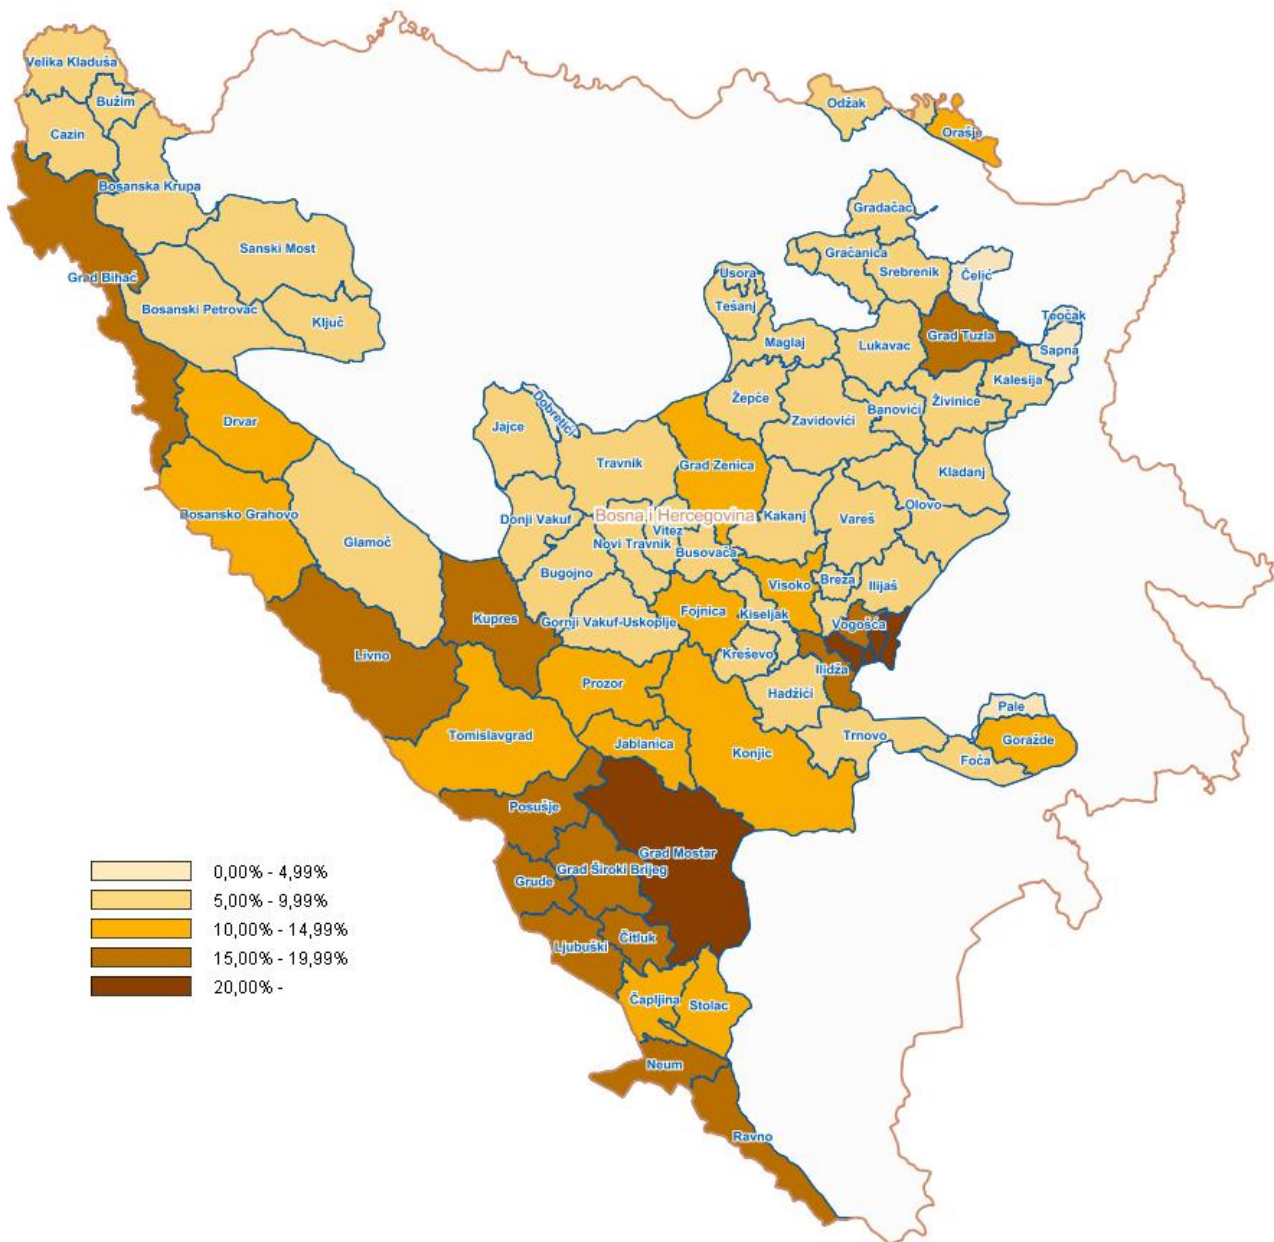 Velika Kladuša
Bužim
Cazin
Bosanska Krupa
Sanski Most
Grad Bihać
Bosanski Petrovac
Ključ
Odžak
Orašje
Gradačac
Gračanica
Srebrenik
Čelić
Usora
Tešanj
Maglaj
Lukavac
Grad Tuzla
Teočak
Sapna
Kalesija
Živinice
Banovići
Zavidovići
Žepče
Drvar
Jajce
Dobretići
Travnik
Grad Zenica
Kladanj
Olovo
Vareš
Kakanj
Bosansko Grahovo
Glamoč
Donji Vakuf
Bosna i Hercegovina
Novi Travnik
Vitez
Busovača
Bugojno
Visoko
Breza
Ilijaš
Kupres
Gornji Vakuf-Uskoplje
Fojnica
Kiseljak
Vogošća
Livno
Kreševo
Ilidža
Prozor
Hadžići
Pale
Goražde
Tomislavgrad
Jablanica
Konjic
Trnovo
Foča
Posušje
Grad Mostar
Grad Široki Brijeg
Grude
Ljubuški
Čitluk
Čapljina
Stolac
Neum
Ravno
0,00% - 4,99%
5,00% - 9,99%
10,00% - 14,99%
15,00% - 19,99%
20,00% -